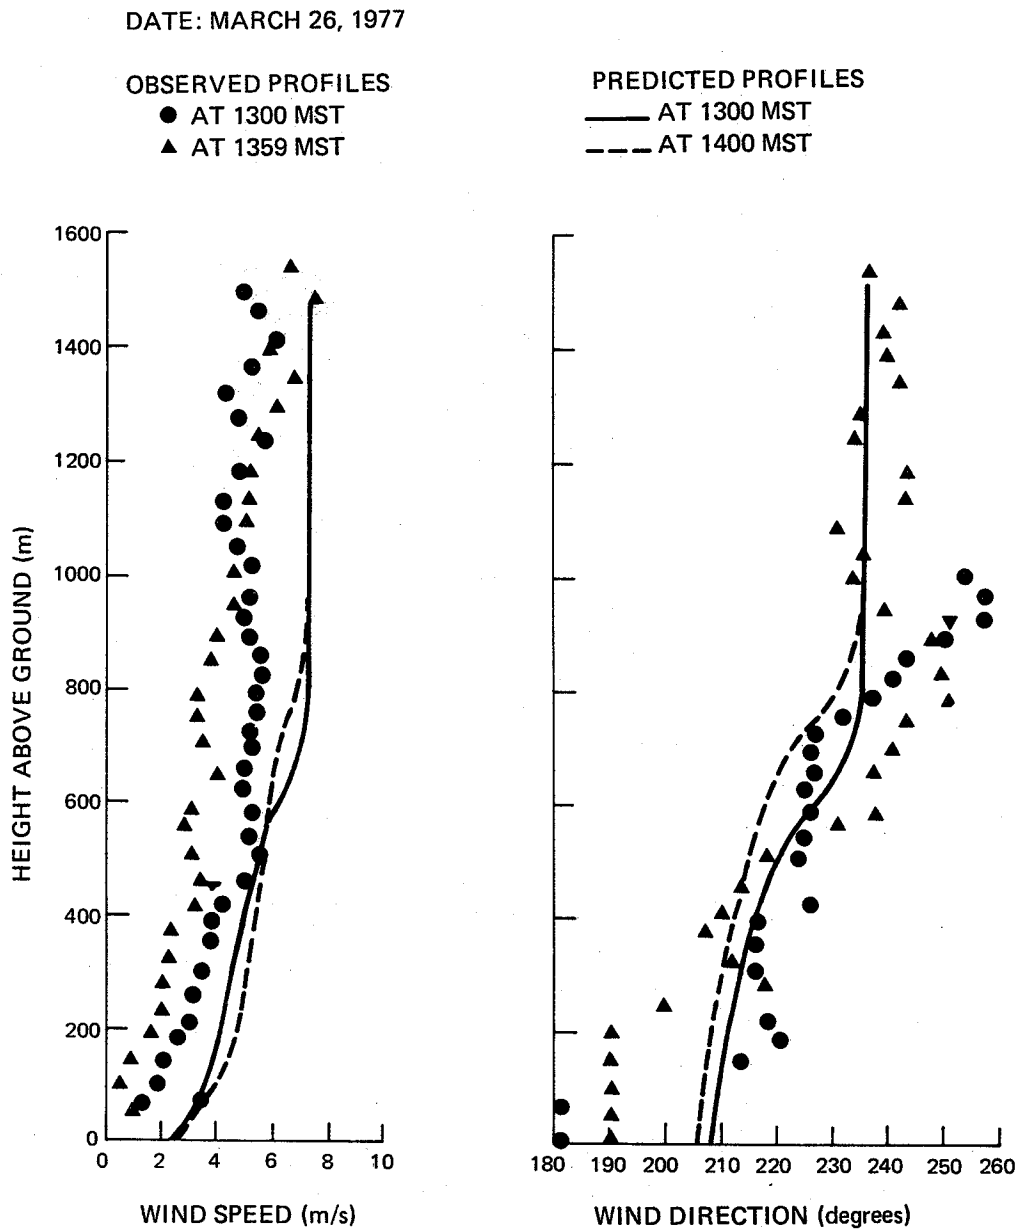 DATE: MARCH 26, 1977
OBSERVED PROFILES
AT 1300 MST
AT 1359 MST
PREDICTED PROFILES
AT 1300 MST
AT 1400 MST
HEIGHT ABOVE GROUND (m)
1600
1400
1200
1000
800
600
400
200
0
0 2 4 6 8 10
WIND SPEED (m/s)
180 190 200 210 220 230 240 250 260
WIND DIRECTION (degrees)